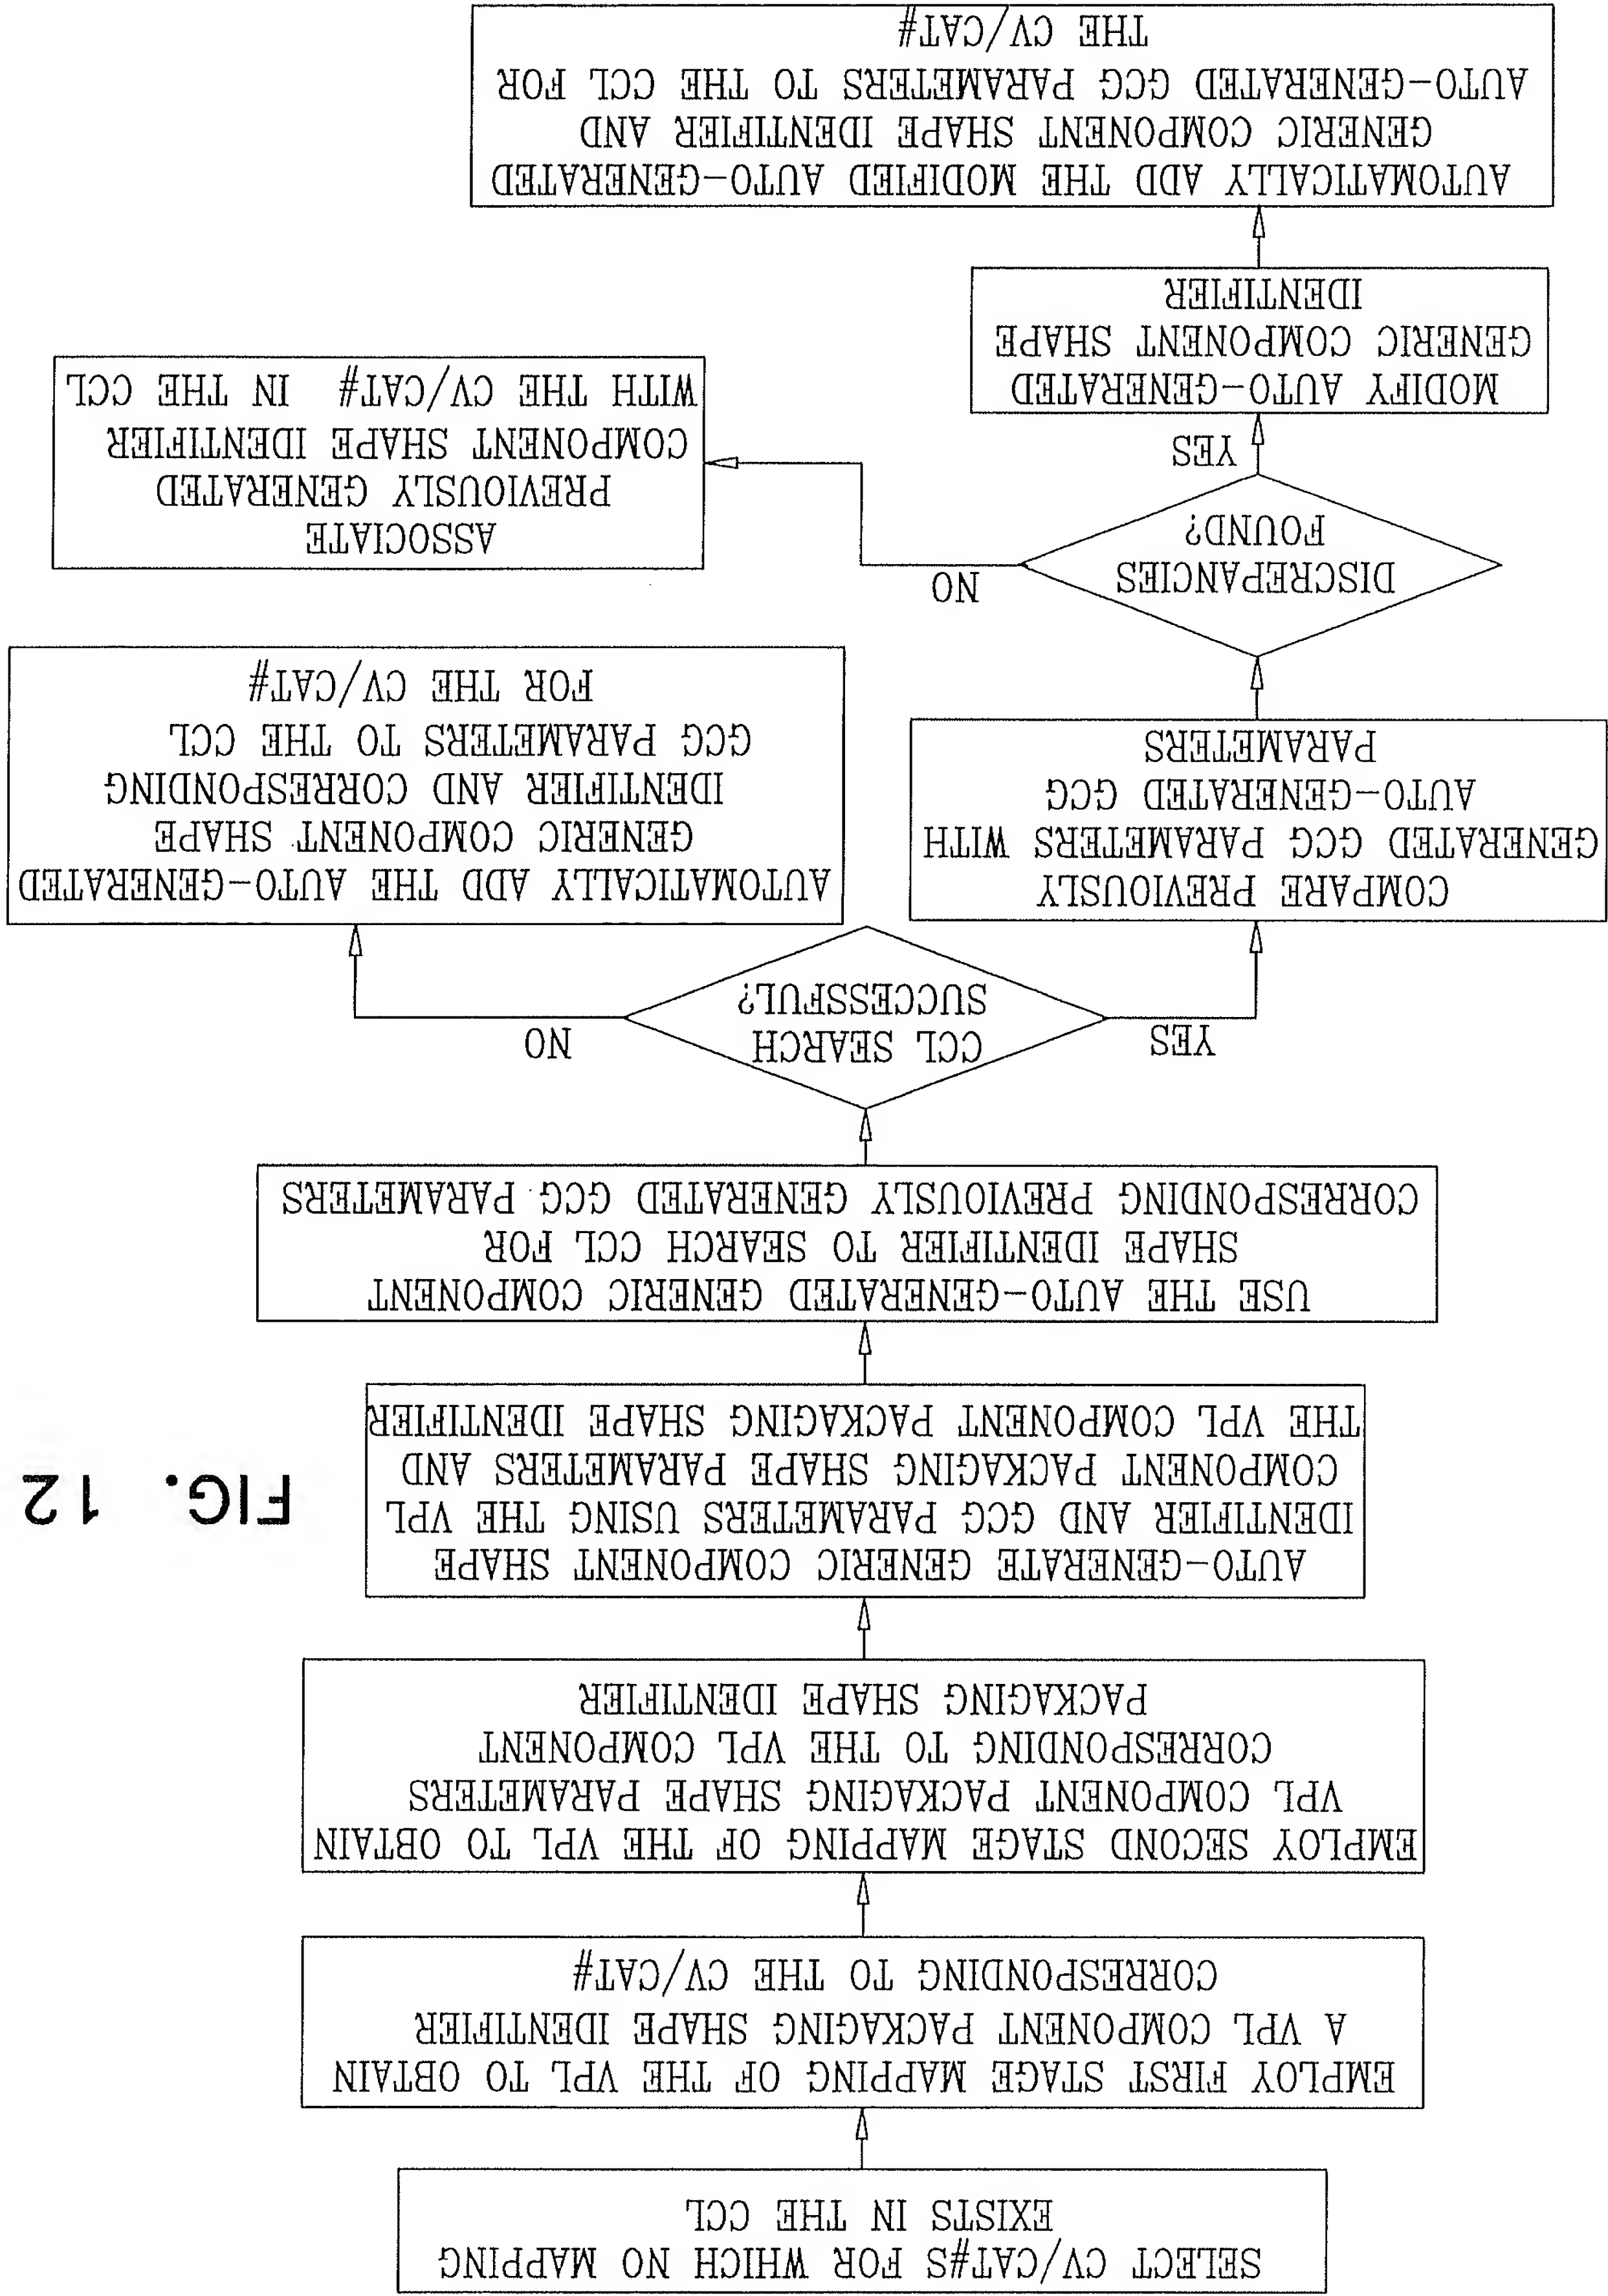 FIG. 12
SELECT CV/CAT#S FOR WHICH NO MAPPING
EXISTS IN THE CCL
EMPLOY FIRST STAGE MAPPING OF THE VPL TO OBTAIN
A VPL COMPONENT PACKAGING SHAPE IDENTIFIER
CORRESPONDING TO THE CV/CAT#
EMPLOY SECOND STAGE MAPPING OF THE VPL TO OBTAIN
VPL COMPONENT PACKAGING SHAPE PARAMETERS
CORRESPONDING TO THE VPL COMPONENT
PACKAGING SHAPE IDENTIFIER
AUTO-GENERATE GENERIC COMPONENT SHAPE
IDENTIFIER AND GCG PARAMETERS USING THE VPL
COMPONENT PACKAGING SHAPE PARAMETERS AND
THE VPL COMPONENT PACKAGING SHAPE IDENTIFIER
USE THE AUTO-GENERATED GENERIC COMPONENT
SHAPE IDENTIFIER TO SEARCH CCL FOR
CORRESPONDING PREVIOUSLY GENERATED GCG PARAMETERS
CCL SEARCH
SUCCESSFUL?
YES
NO
COMPARE PREVIOUSLY
GENERATED GCG PARAMETERS WITH
AUTO-GENERATED GCG
PARAMETERS
AUTOMATICALLY ADD THE AUTO-GENERATED
GENERIC COMPONENT SHAPE
IDENTIFIER AND CORRESPONDING
GCG PARAMETERS TO THE CCL
FOR THE CV/CAT#
DISCREPANCIES
FOUND?
NO
YES
ASSOCIATE
PREVIOUSLY GENERATED
COMPONENT SHAPE IDENTIFIER
WITH THE CV/CAT# IN THE CCL
MODIFY AUTO-GENERATED
GENERIC COMPONENT SHAPE
IDENTIFIER
AUTOMATICALLY ADD THE MODIFIED AUTO-GENERATED
GENERIC COMPONENT SHAPE IDENTIFIER AND
AUTO-GENERATED GCG PARAMETERS TO THE CCL FOR
THE CV/CAT#